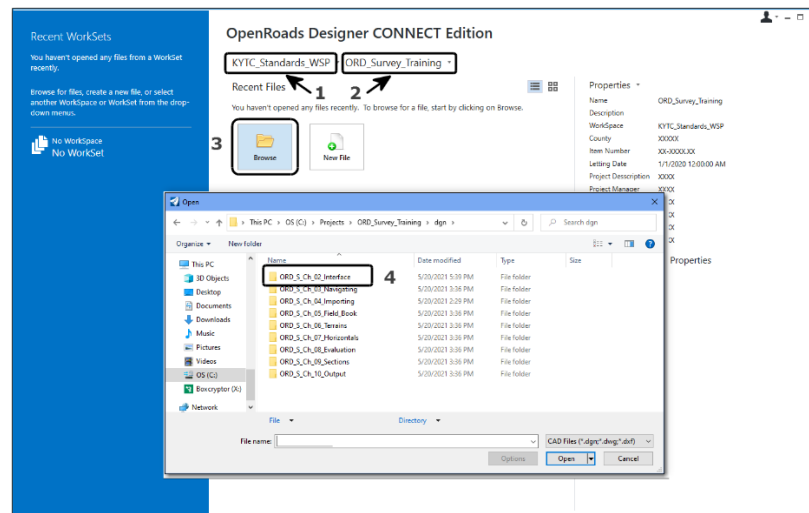 Recent WorkSets
You haven't opened any files from a WorkSet
recently.
Browse for files, create a new file, or select
another WorkSpace or WorkSet from the drop-
down menus.
No WorkSpace
No WorkSet
OpenRoads Designer CONNECT Edition
KYTC_Standards_WSP
ORD_Survey_Training
1
2
Recent Files
You haven't opened any files recently. To browse for a file, start by clicking on Browse.
3
Browse
New File
Properties
Name ORD_Survey_Training
Description
WorkSpace KYTC_Standards_WSP
County XXXXX
Item Number XX-XXXX.XX
Letting Date 1/1/2020 12:00:00 AM
Project Description XXXX
Project Manager XXXX
Properties
Open
This PC > OS (C:) > Projects > ORD_Survey_Training > dgn >
Search dgn
Organize New folder
This PC
3D Objects
Desktop
Documents
Downloads
Music
Pictures
Videos
OS (C:)
Boxcryptor (X:)
Network
Name Date modified Type Size
ORD_S_Ch_02_Interface 5/20/2021 5:39 PM File folder
4
ORD_S_Ch_03_Navigating 5/20/2021 3:36 PM File folder
ORD_S_Ch_04_Importing 5/20/2021 2:29 PM File folder
ORD_S_Ch_05_Field_Book 5/20/2021 3:36 PM File folder
ORD_S_Ch_06_Terrains 5/20/2021 3:36 PM File folder
ORD_S_Ch_07_Horizontals 5/20/2021 3:36 PM File folder
ORD_S_Ch_08_Evaluation 5/20/2021 3:36 PM File folder
ORD_S_Ch_09_Sections 5/20/2021 3:36 PM File folder
ORD_S_Ch_10_Output 5/20/2021 3:36 PM File folder
File Directory
File name:
CAD Files (*.dgn;*.dwg;*.dxf)
Options
Open
Cancel